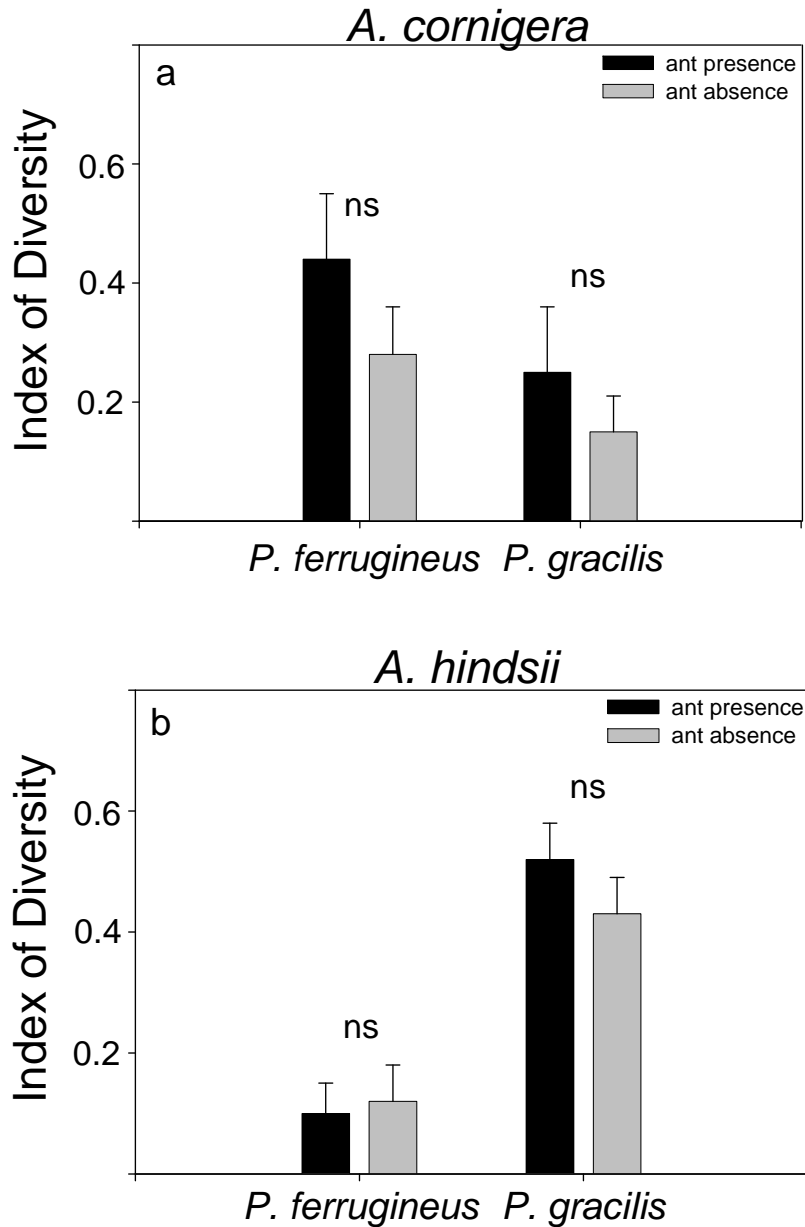 A. cornigera
a
ant presence
ant absence
Index of Diversity
0.6
0.4
0.2
ns
ns
P. ferrugineus P. gracilis
A. hindsii
b
ant presence
ant absence
Index of Diversity
0.6
0.4
0.2
ns
ns
P. ferrugineus P. gracilis